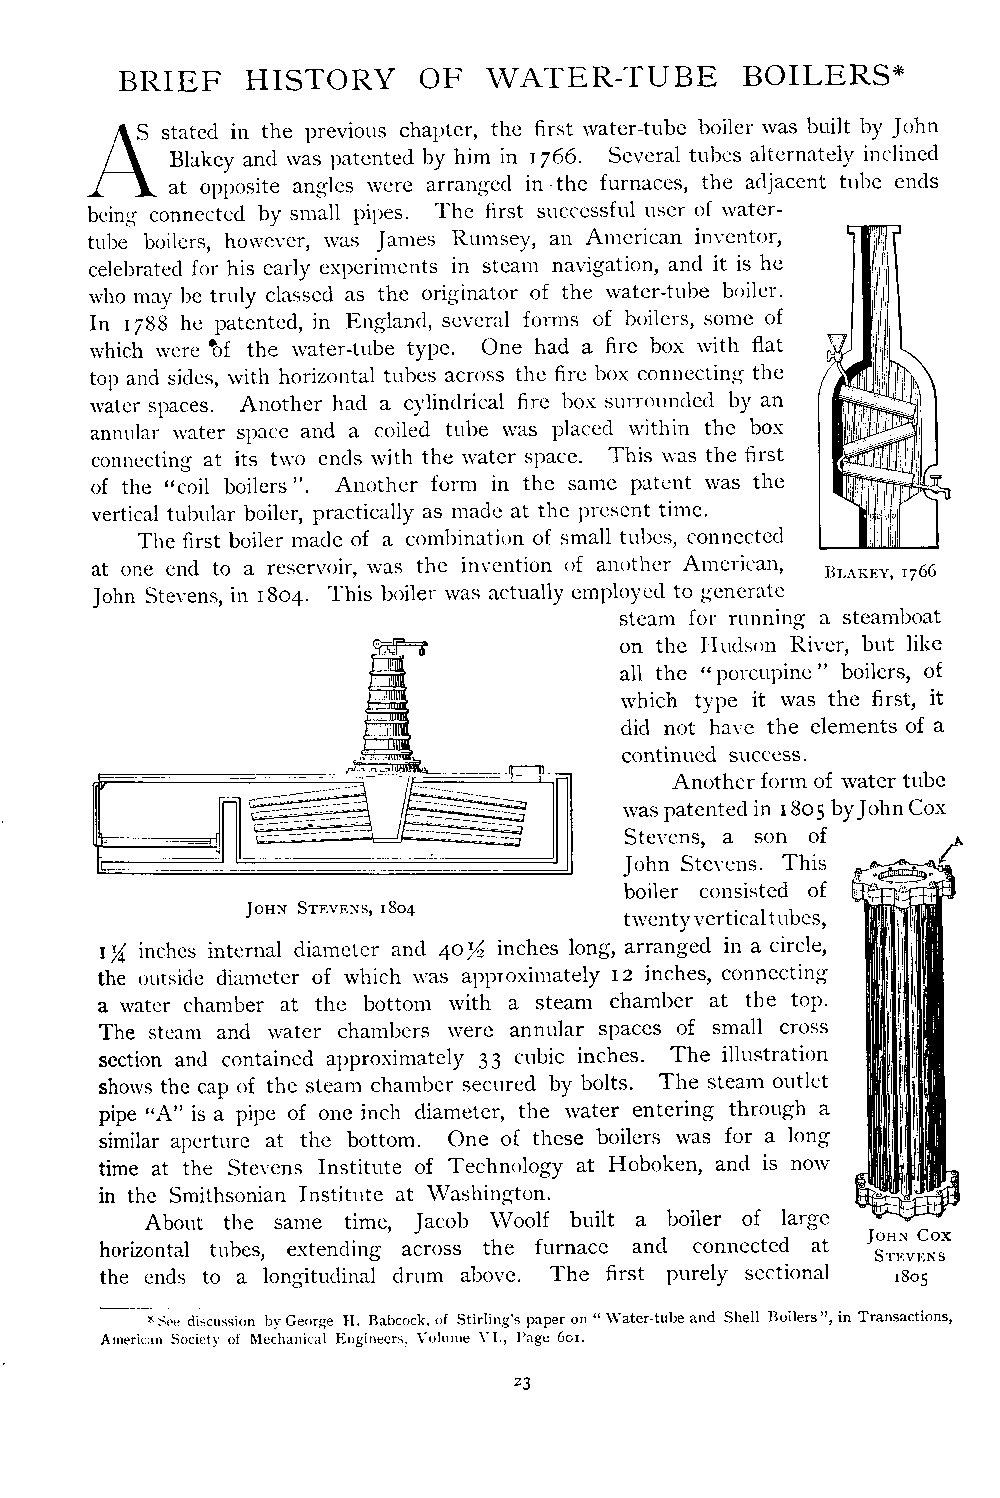 BRIEF HISTORY OF WATER-TUBE BOILERS*
AS stated in the previous chapter, the first water-tube boiler was built by John
Blakey and was patented by him in 1766. Several tubes alternately inclined
at opposite angles were arranged in the furnaces, the adjacent tube ends
being connected by small pipes. The first successful user of water-
tube boilers, however, was James Rumsey, an American inventor,
celebrated for his early experiments in steam navigation, and it is he
who may be truly classed as the originator of the water-tube boiler.
In 1788 he patented, in England, several forms of boilers, some of
which were of the water-tube type. One had a fire box with flat
top and sides, with horizontal tubes across the fire box connecting the
water spaces. Another had a cylindrical fire box surrounded by an
annular water space and a coiled tube was placed within the box
connecting at its two ends with the water space. This was the first
of the "coil boilers". Another form in the same patent was the
vertical tubular boiler, practically as made at the present time.
BLAKEY, 1766
The first boiler made of a combination of small tubes, connected
at one end to a reservoir, was the invention of another American,
John Stevens, in 1804. This boiler was actually employed to generate
steam for running a steamboat
on the Hudson River, but like
all the "porcupine" boilers, of
which type it was the first, it
did not have the elements of a
continued success.
JOHN STEVENS, 1804
Another form of water tube
was patented in 1805 by John Cox
Stevens, a son of
John Stevens. This
boiler consisted of
twenty vertical tubes,
1¼ inches internal diameter and 40½ inches long, arranged in a circle,
the outside diameter of which was approximately 12 inches, connecting
a water chamber at the bottom with a steam chamber at the top.
The steam and water chambers were annular spaces of small cross
section and contained approximately 33 cubic inches. The illustration
shows the cap of the steam chamber secured by bolts. The steam outlet
pipe "A" is a pipe of one inch diameter, the water entering through a
similar aperture at the bottom. One of these boilers was for a long
time at the Stevens Institute of Technology at Hoboken, and is now
in the Smithsonian Institute at Washington.
A
JOHN COX
STEVENS
1805
About the same time, Jacob Woolf built a boiler of large
horizontal tubes, extending across the furnace and connected at
the ends to a longitudinal drum above. The first purely sectional
*See discussion by George H. Babcock, of Stirling's paper on "Water-tube and Shell Boilers", in Transactions,
American Society of Mechanical Engineers, Volume VI., Page 601.
23